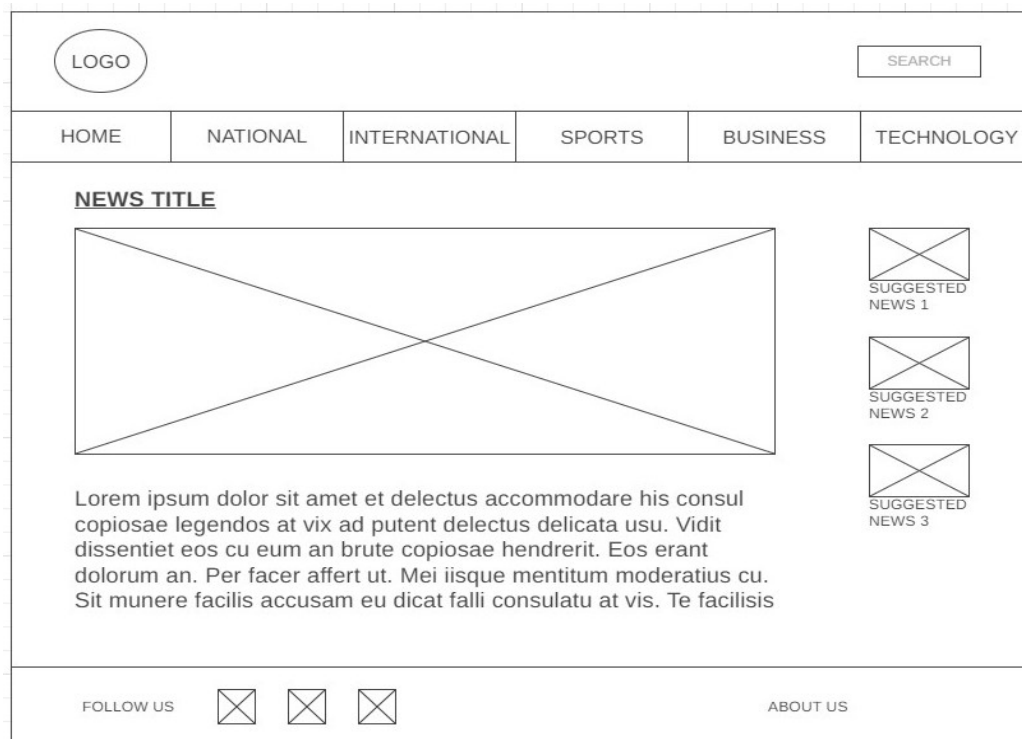 LOGO
SEARCH
HOME NATIONAL INTERNATIONAL SPORTS BUSINESS TECHNOLOGY
NEWS TITLE
SUGGESTED
NEWS 1
SUGGESTED
NEWS 2
SUGGESTED
NEWS 3
Lorem ipsum dolor sit amet et delectus accommodare his consul
copiosae legendos at vix ad putent delectus delicata usu. Vidit
dissentiet eos cu eum an brute copiosae hendrerit. Eos erant
dolorum an. Per facer affert ut. Mei iisque mentitum moderatius cu.
Sit munere facilis accusam eu dicat falli consulatu at vis. Te facilisis
FOLLOW US
ABOUT US